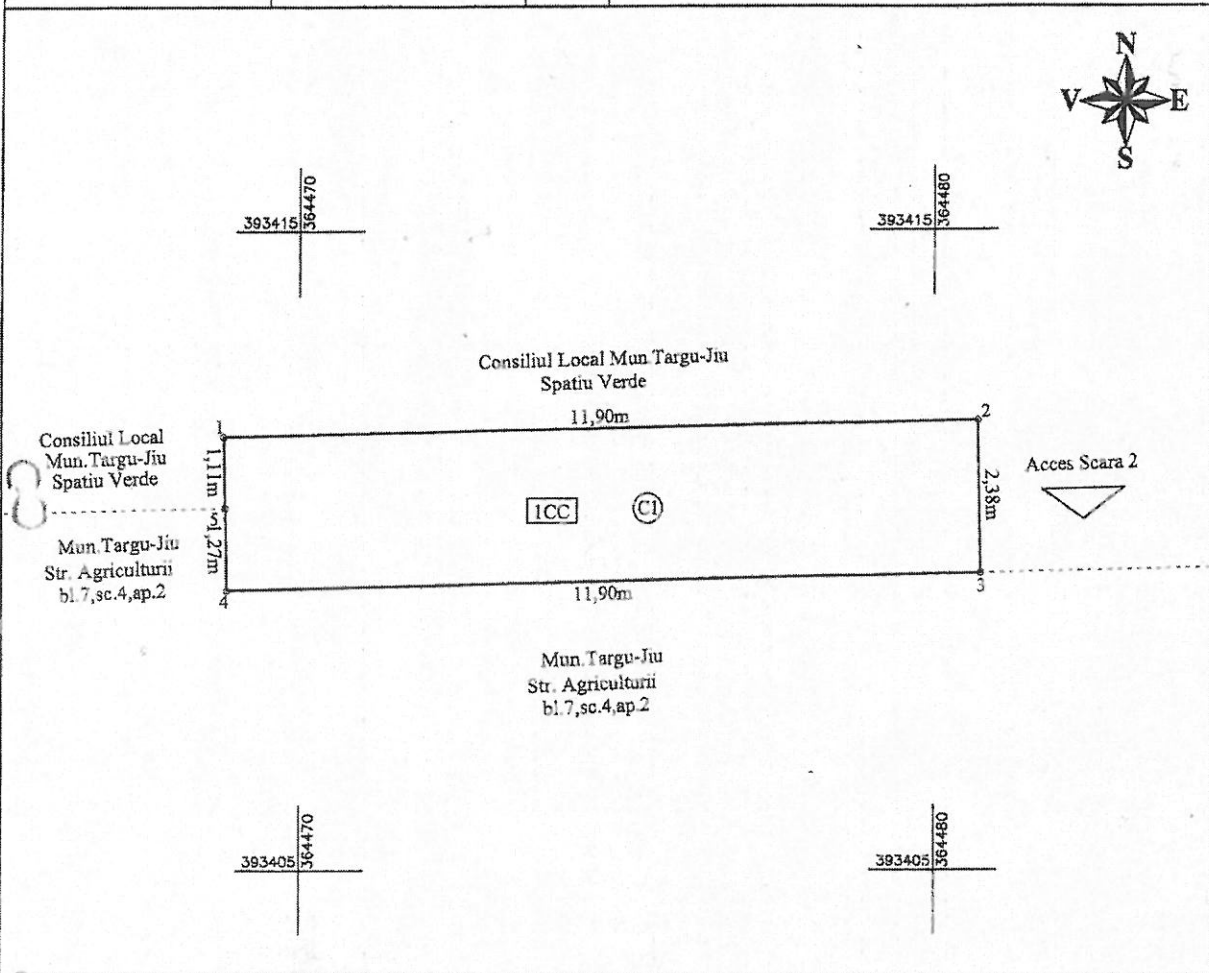 N
V E
S
393415 364470
393415 364480
Consiliul Local Mun.Targu-Jiu
Spatiu Verde
11,90m
1
2
Consiliul Local
Mun.Targu-Jiu
Spatiu Verde
1,11m
5
1,27m
Mun.Targu-Jiu
Str. Agriculturii
bl.7,sc.4,ap.2
4
1CC
C1
2,38m
Acces Scara 2
3
11,90m
Mun.Targu-Jiu
Str. Agriculturii
bl.7,sc.4,ap.2
393405 364470
393405 364480